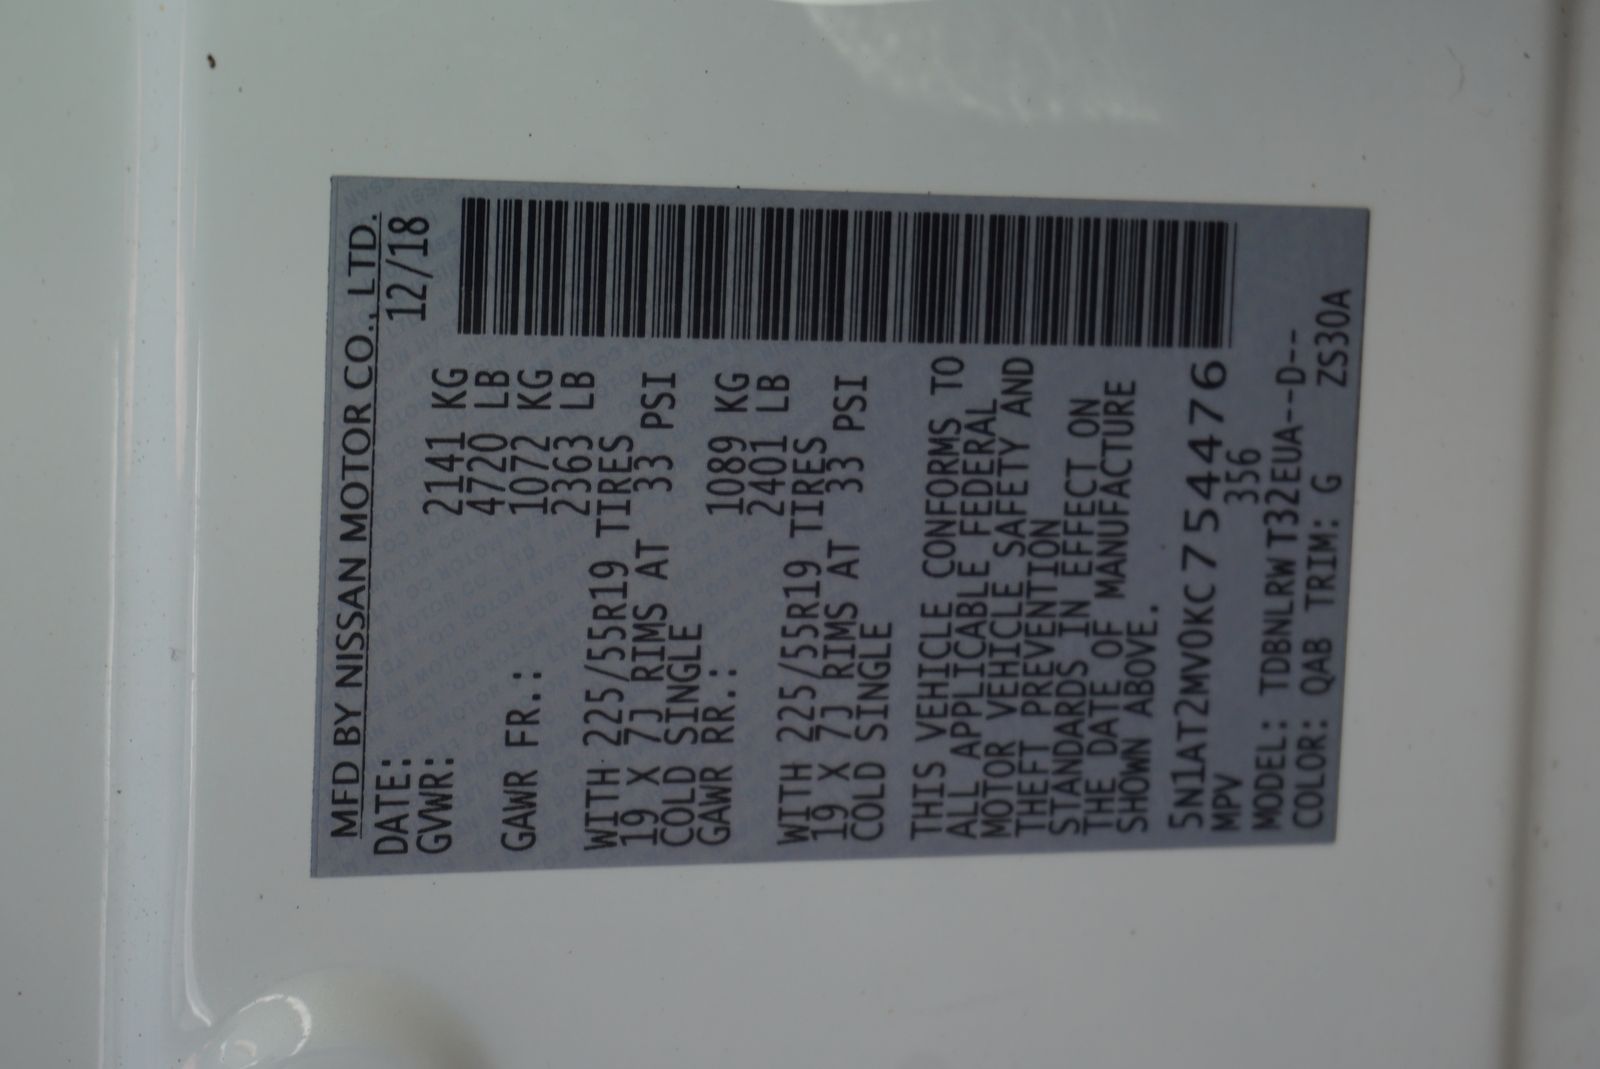 MFD BY NISSAN MOTOR CO., LTD.
DATE: 12/18
GVWR: 2141 KG
4720 LB
GAWR FR.: 1072 KG
2363 LB
WITH 225/55R19 TIRES
19 X 7J RIMS AT 33 PSI
COLD SINGLE
GAWR RR.: 1089 KG
2401 LB
WITH 225/55R19 TIRES
19 X 7J RIMS AT 33 PSI
COLD SINGLE
THIS VEHICLE CONFORMS TO
ALL APPLICABLE FEDERAL
MOTOR VEHICLE SAFETY AND
THEFT PREVENTION
STANDARDS IN EFFECT ON
THE DATE OF MANUFACTURE
SHOWN ABOVE.
5N1AT2MV0KC754476
MPV 356
MODEL: TDBNLRWT32EUA--D--
COLOR: QAB TRIM: G ZS30A